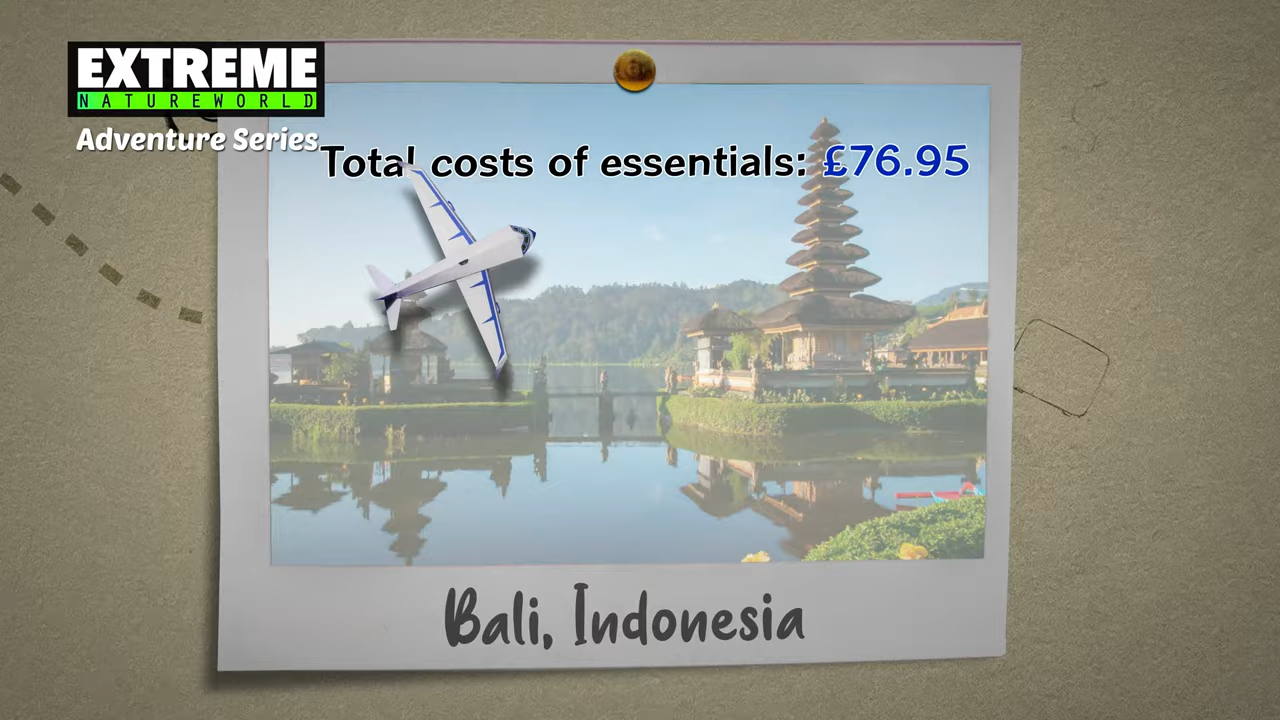 EXTREME
NATUREWORLD
Adventure Series
Total costs of essentials: £76.95
Bali, Indonesia